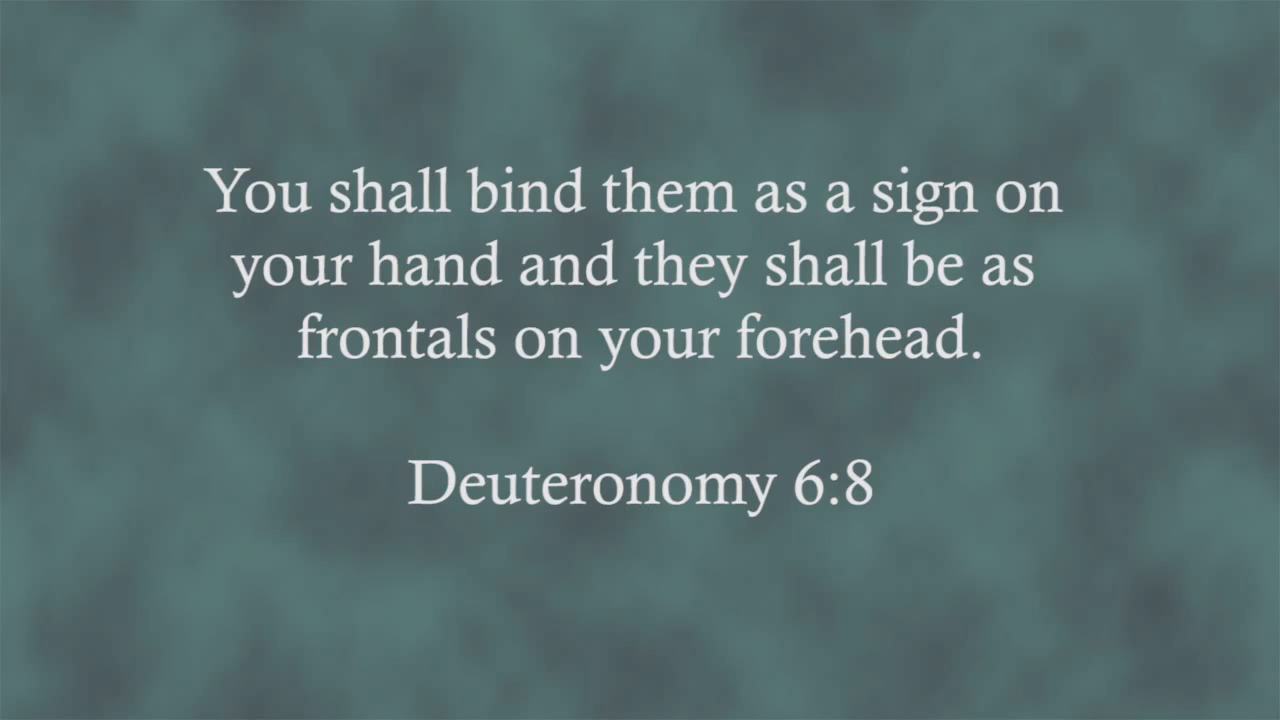 You shall bind them as a sign on
your hand and they shall be as
frontals on your forehead.
Deuteronomy 6:8